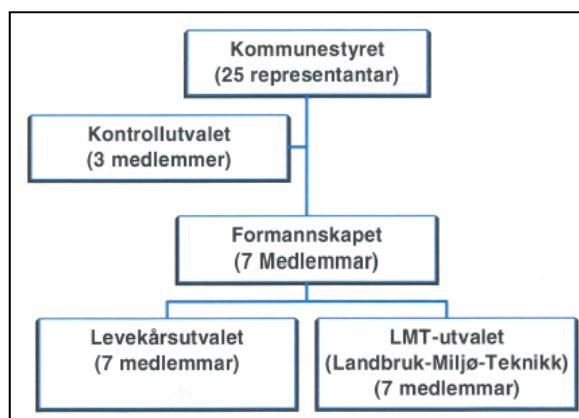 Kommunestyret
(25 representantar)
Kontrollutvalet
(3 medlemmer)
Formannskapet
(7 Medlemmar)
Levekårsutvalet
(7 medlemmar)
LMT-utvalet
(Landbruk-Miljø-Teknikk)
7 medlemmar)